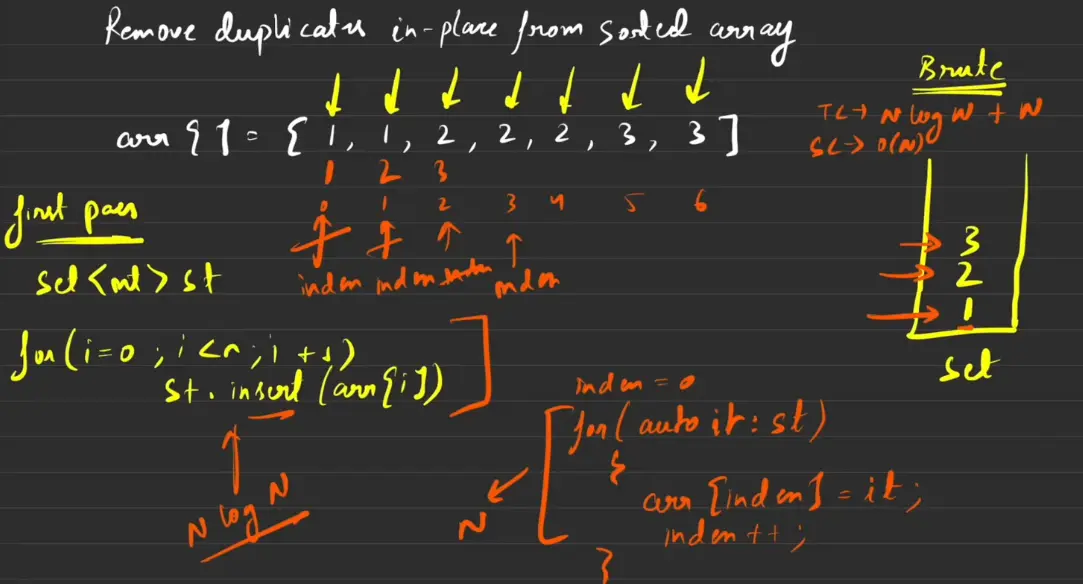 Remove duplicates in-place from sorted array
arr [ ] = [ 1, 1, 2, 2, 2, 3, 3 ]
1 2 3
0 1 2 3 4 5 6
index index index index
first pass
set <int> st
for(i=0 ; i<n ; i++)
st. insert (arr[i])
N log N
index = 0
for( auto it : st)
{
arr [index] = it ;
index ++ ;
}
N
Brute
TC → N log N + N
SC → O(N)
3
2
1
Set